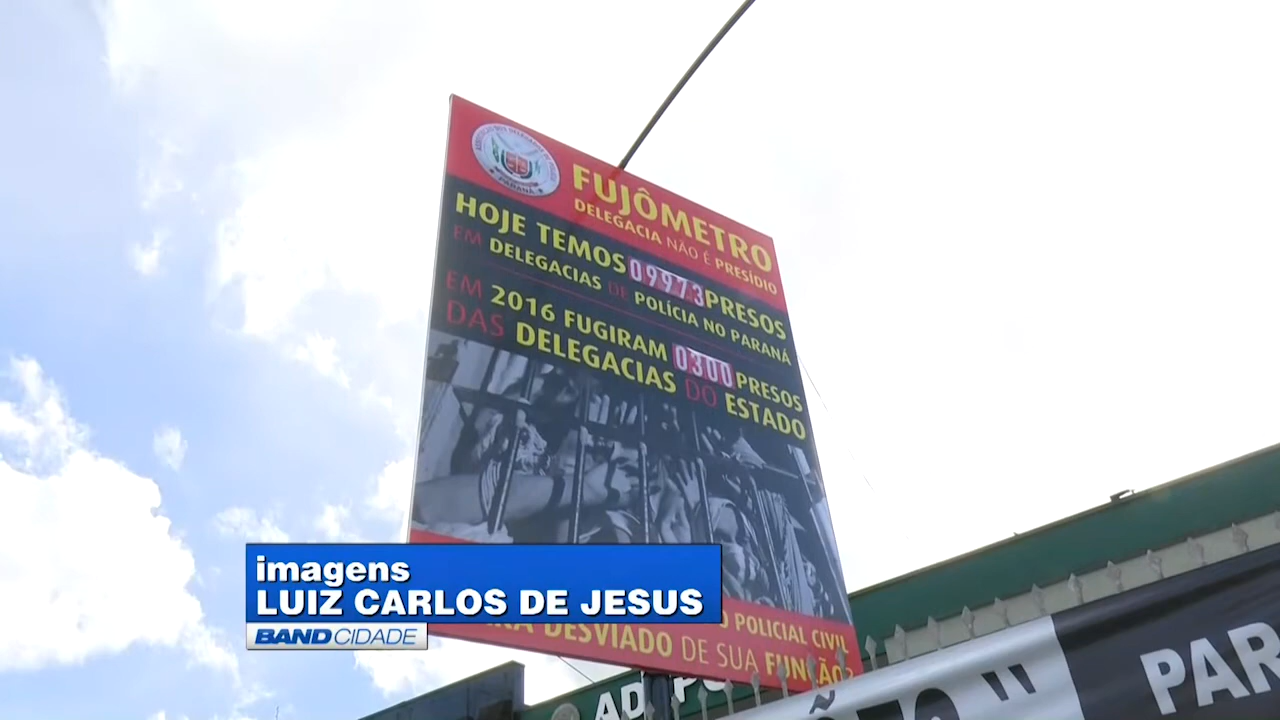 PARANÁ
FUJÔMETRO
DELEGACIA NÃO É PRESÍDIO
HOJE TEMOS 09973 PRESOS
EM DELEGACIAS DE POLÍCIA NO PARANÁ
EM 2016 FUGIRAM 0300 PRESOS
DAS DELEGACIAS DO ESTADO
imagens
LUIZ CARLOS DE JESUS
BAND CIDADE
POLICIAL CIVIL
DESVIADO DE SUA FUNÇÃO?
PAR